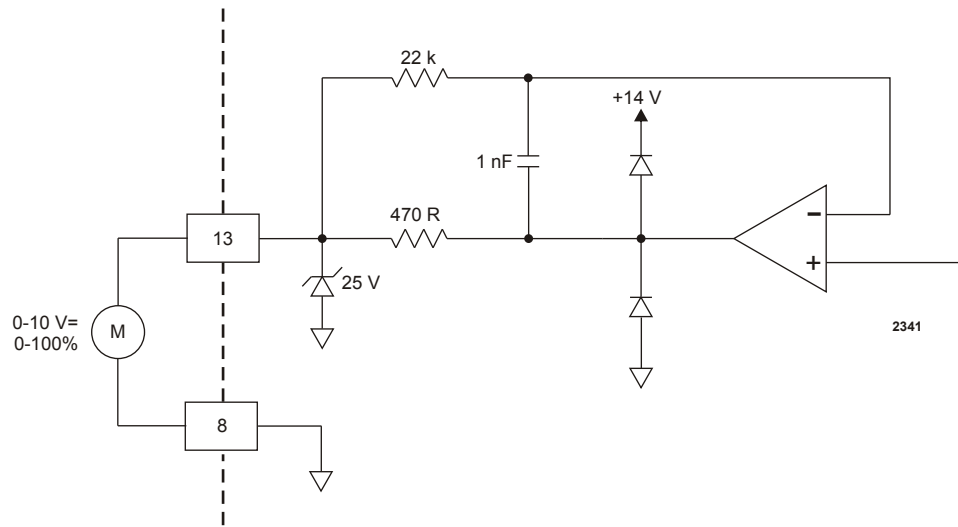 22 k
+14 V
1 nF
470 R
−
13
+
25 V
0-10 V=
0-100%
M
2341
8